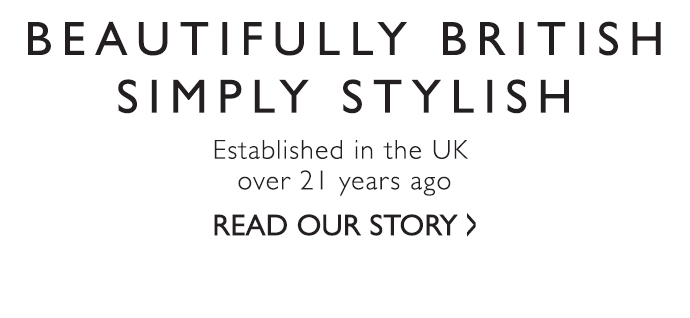 BEAUTIFULLY BRITISH
SIMPLY STYLISH
Established in the UK
over 21 years ago
READ OUR STORY >